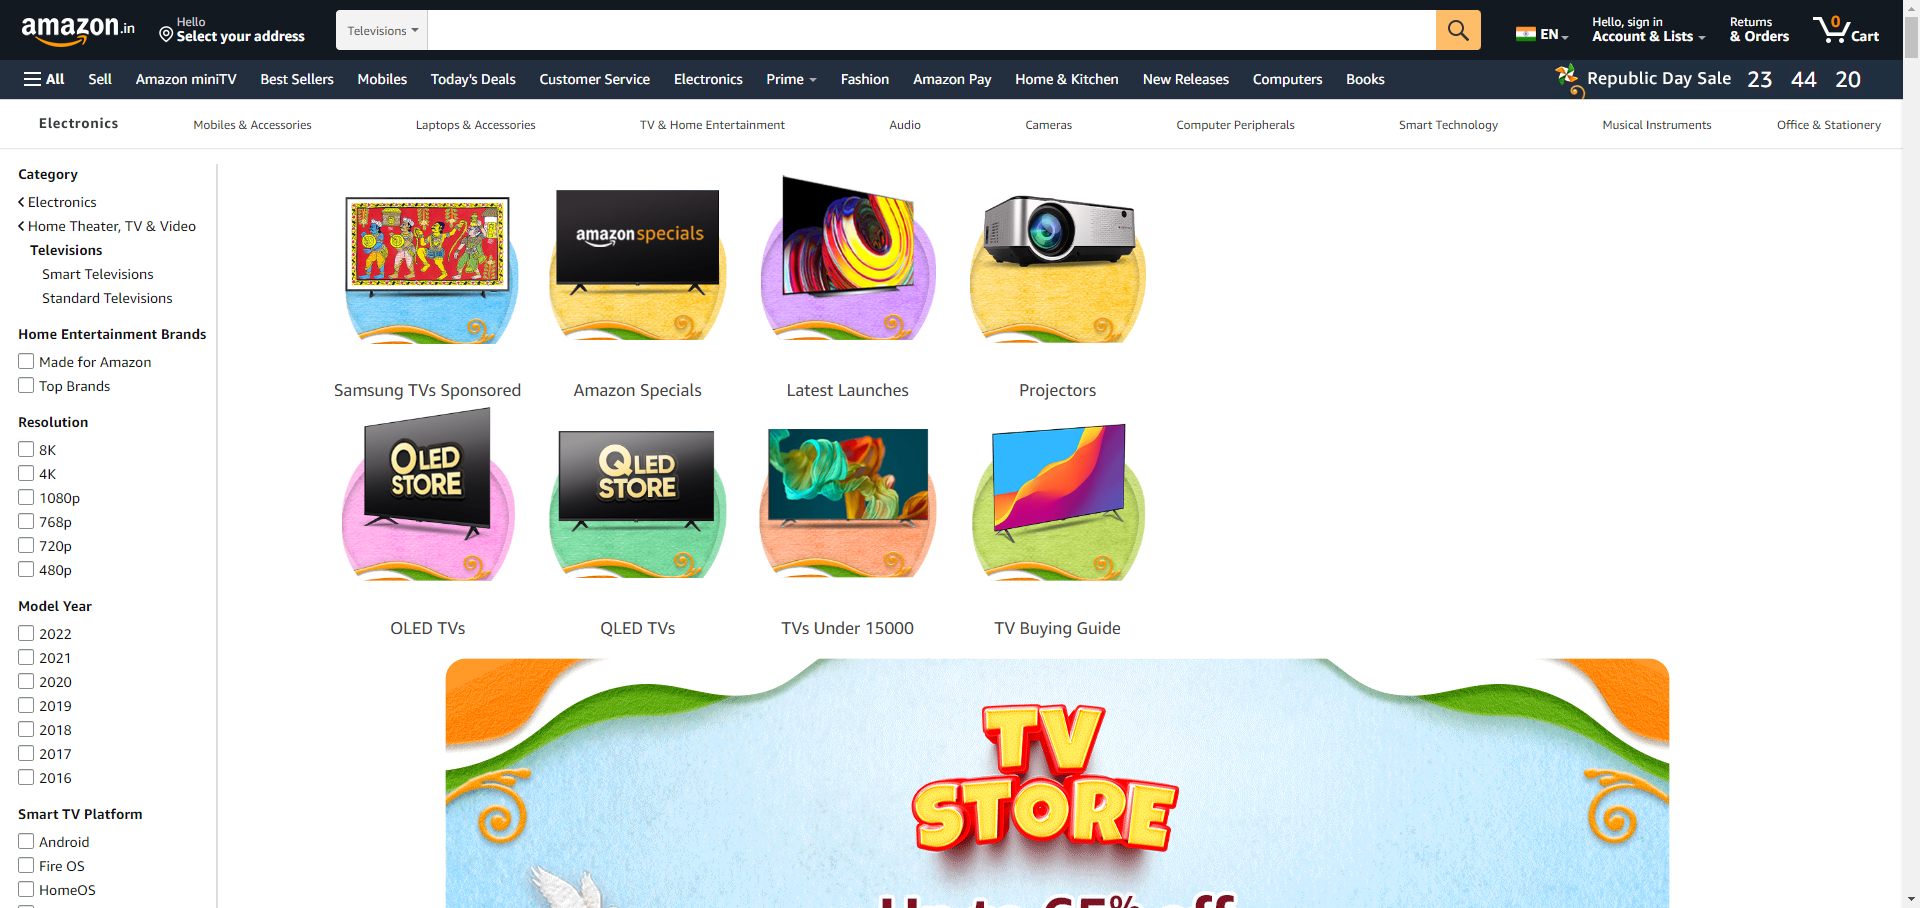 amazon.in
Hello
Select your address
Televisions
EN
Hello, sign in
Account & Lists
Returns
& Orders
0
Cart
All
Sell
Amazon miniTV
Best Sellers
Mobiles
Today's Deals
Customer Service
Electronics
Prime
Fashion
Amazon Pay
Home & Kitchen
New Releases
Computers
Books
Republic Day Sale 23 44 20
Electronics
Mobiles & Accessories
Laptops & Accessories
TV & Home Entertainment
Audio
Cameras
Computer Peripherals
Smart Technology
Musical Instruments
Office & Stationery
Category
Electronics
Home Theater, TV & Video
Televisions
Smart Televisions
Standard Televisions
Home Entertainment Brands
Made for Amazon
Top Brands
Resolution
8K
4K
1080p
768p
720p
480p
Model Year
2022
2021
2020
2019
2018
2017
2016
Smart TV Platform
Android
Fire OS
HomeOS
amazon specials
Samsung TVs Sponsored
Amazon Specials
Latest Launches
Projectors
OLED
STORE
QLED
STORE
OLED TVs
QLED TVs
TVs Under 15000
TV Buying Guide
TV
STORE
Up to 65% off